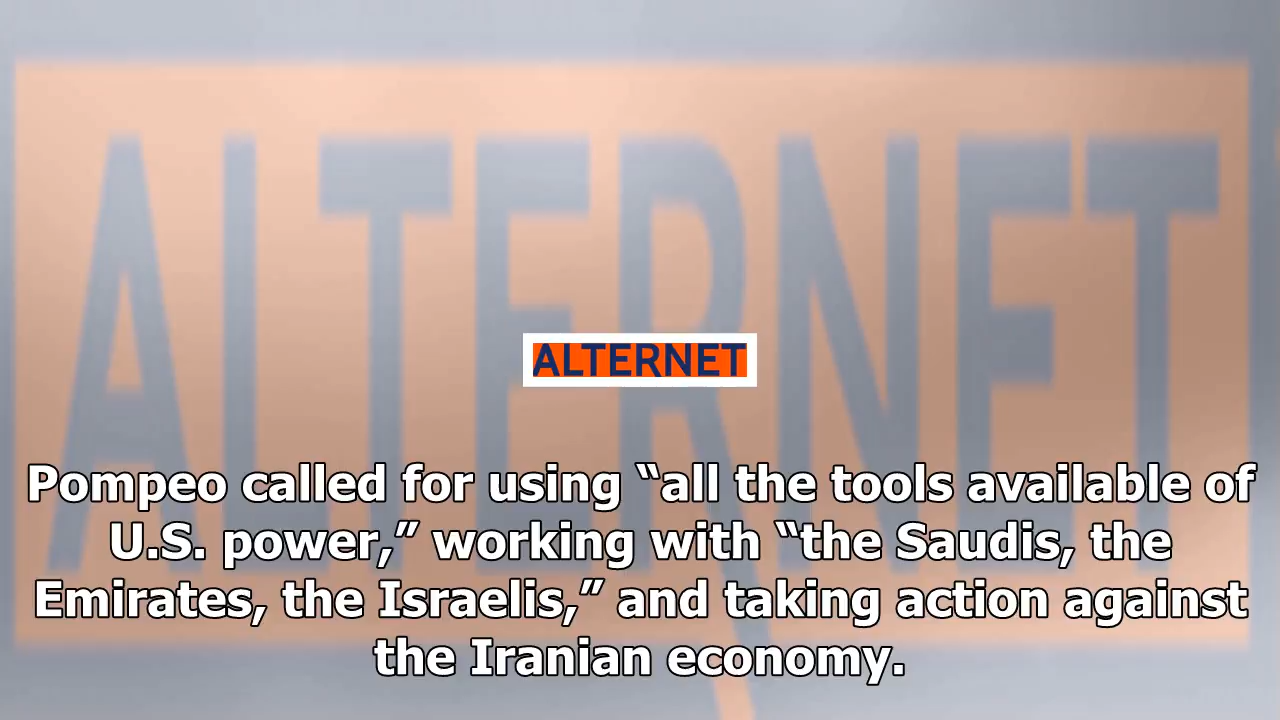 ALTERNET
ALTERNET
Pompeo called for using “all the tools available of
U.S. power,” working with “the Saudis, the
Emirates, the Israelis,” and taking action against
the Iranian economy.